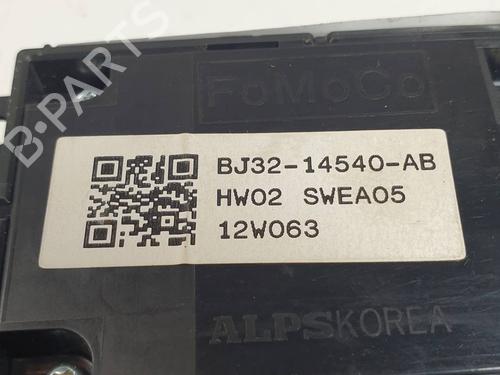 FoMoCo
B-PARTS
BJ32-14540-AB
HW02 SWEA05
12W063
ALPSKOREA